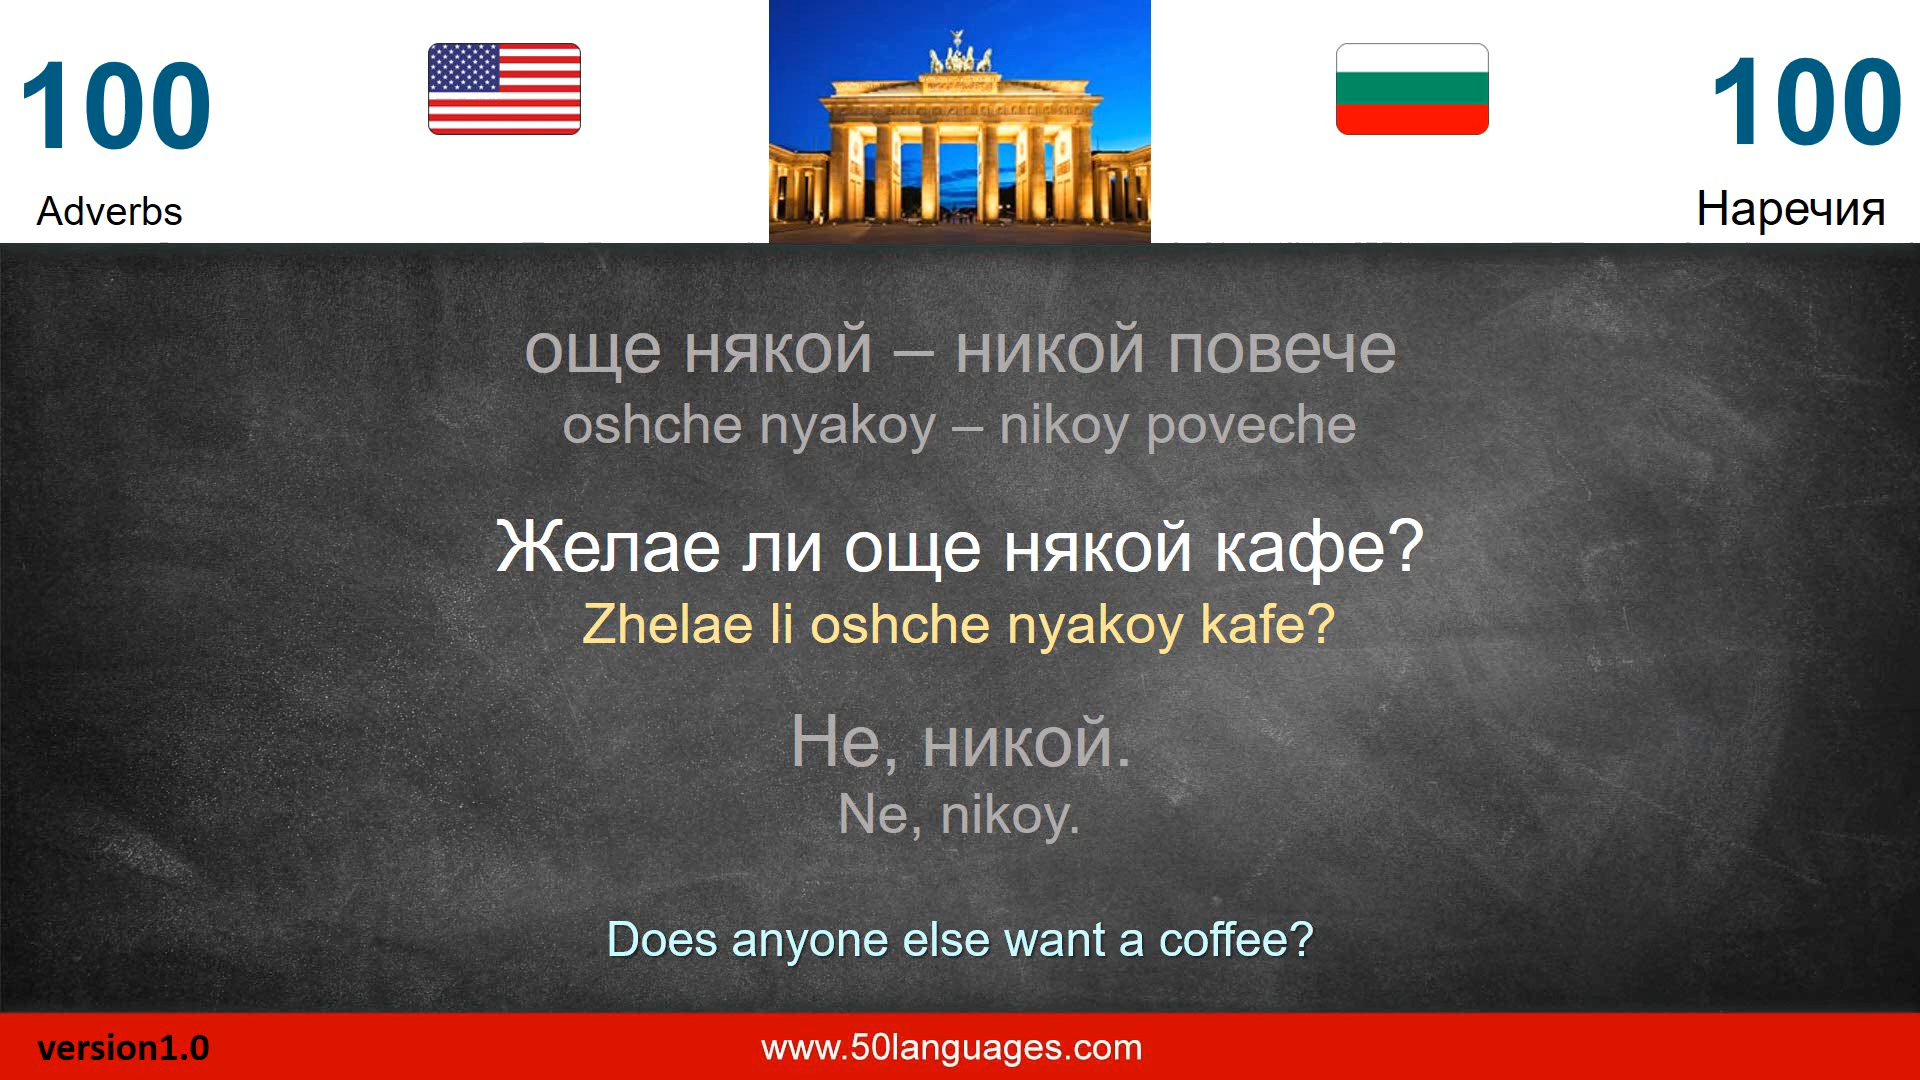 100
100
Adverbs
Наречия
още някой – никой повече
oshche nyakoy – nikoy poveche
Желае ли още някой кафе?
Zhelae li oshche nyakoy kafe?
Не, никой.
Ne, nikoy.
Does anyone else want a coffee?
version1.0
www.50languages.com